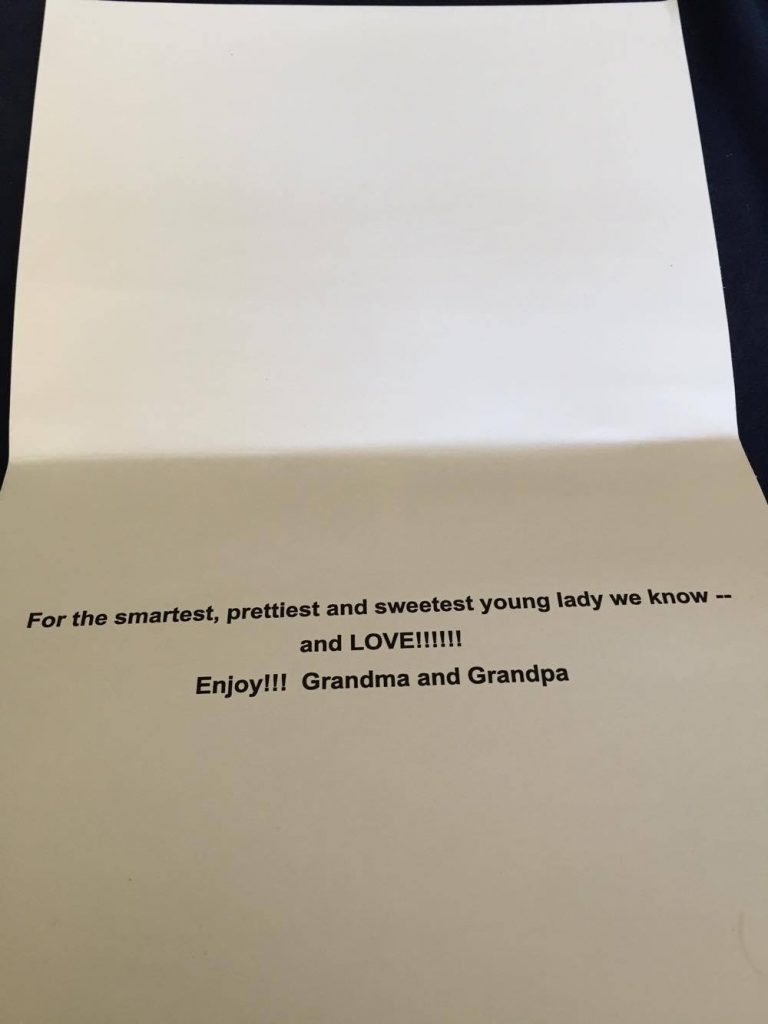 For the smartest, prettiest and sweetest young lady we know --
and LOVE!!!!!!
Enjoy!!! Grandma and Grandpa